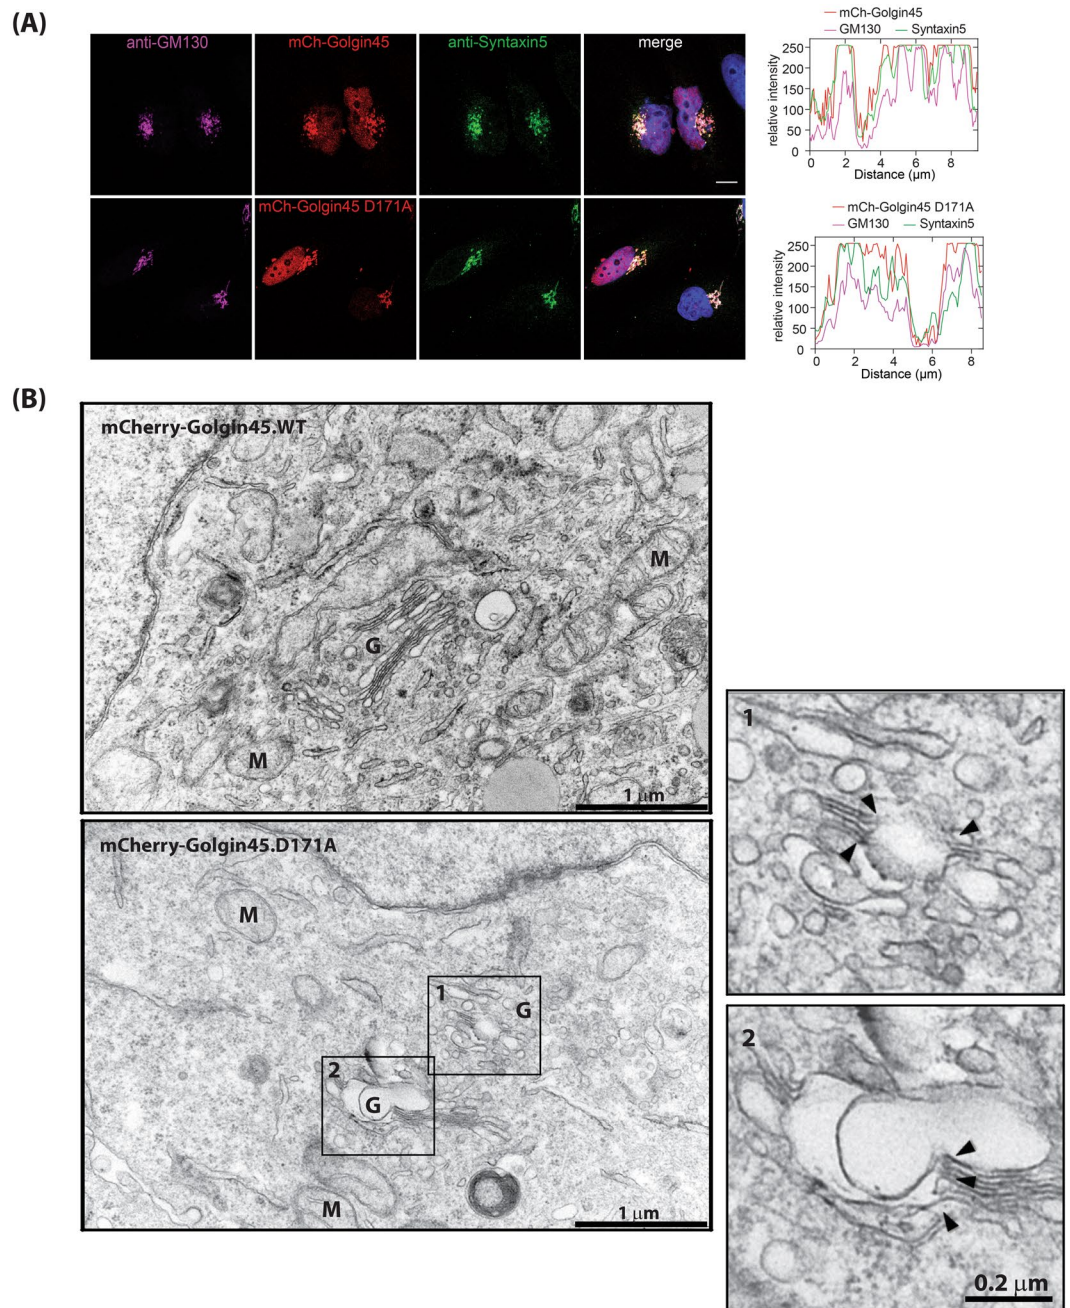 (A)
anti-GM130
mCh-Golgin45
anti-Syntaxin5
merge
mCh-Golgin45 D171A
mCh-Golgin45
GM130 Syntaxin5
relative intensity
250
200
150
100
50
0
0 2 4 6 8
Distance (µm)
mCh-Golgin45 D171A
GM130 Syntaxin5
relative intensity
250
200
150
100
50
0
0 2 4 6 8
Distance (µm)
(B)
mCherry-Golgin45.WT
M
G
M
1 µm
mCherry-Golgin45.D171A
M
1
G
2
G
M
1 µm
1
2
0.2 µm